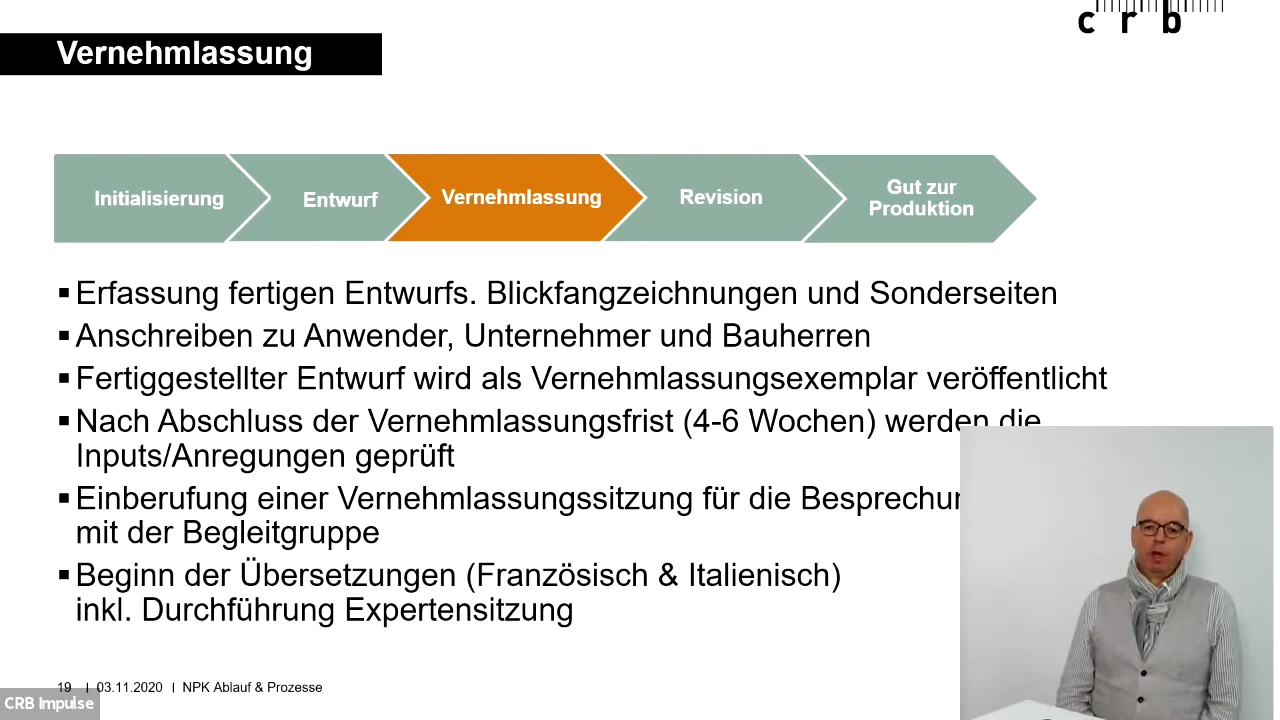 crb
Vernehmlassung
Initialisierung
Entwurf
Vernehmlassung
Revision
Gut zur
Produktion
▪ Erfassung fertigen Entwurfs. Blickfangzeichnungen und Sonderseiten
▪ Anschreiben zu Anwender, Unternehmer und Bauherren
▪ Fertiggestellter Entwurf wird als Vernehmlassungsexemplar veröffentlicht
▪ Nach Abschluss der Vernehmlassungsfrist (4-6 Wochen) werden die
Inputs/Anregungen geprüft
▪ Einberufung einer Vernehmlassungssitzung für die
mit der Begleitgruppe
▪ Beginn der Übersetzungen (Französisch & Italienisch)
inkl. Durchführung Expertensitzung
19 | 03.11.2020 | NPK Ablauf & Prozesse
CRB Impulse